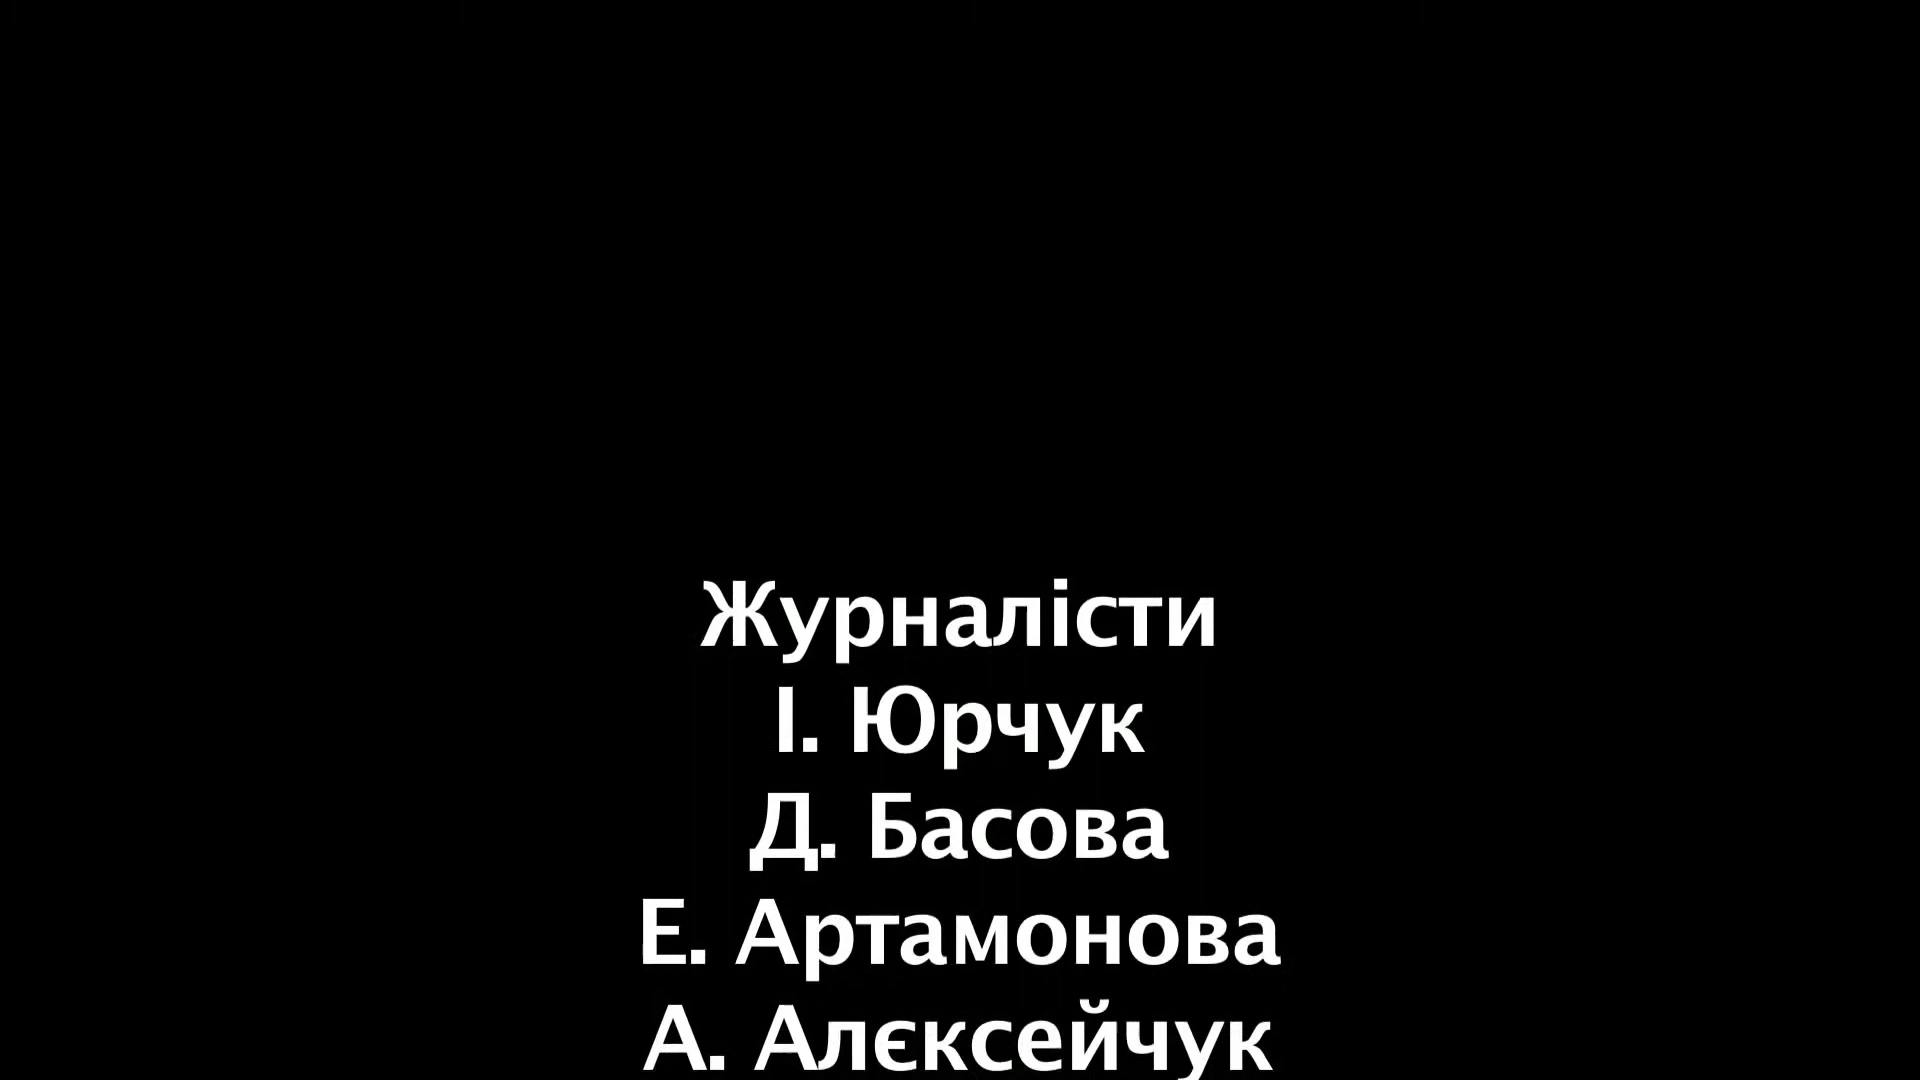 Журналісти
І. Юрчук
Д. Басова
Е. Артамонова
А. Алєксейчук